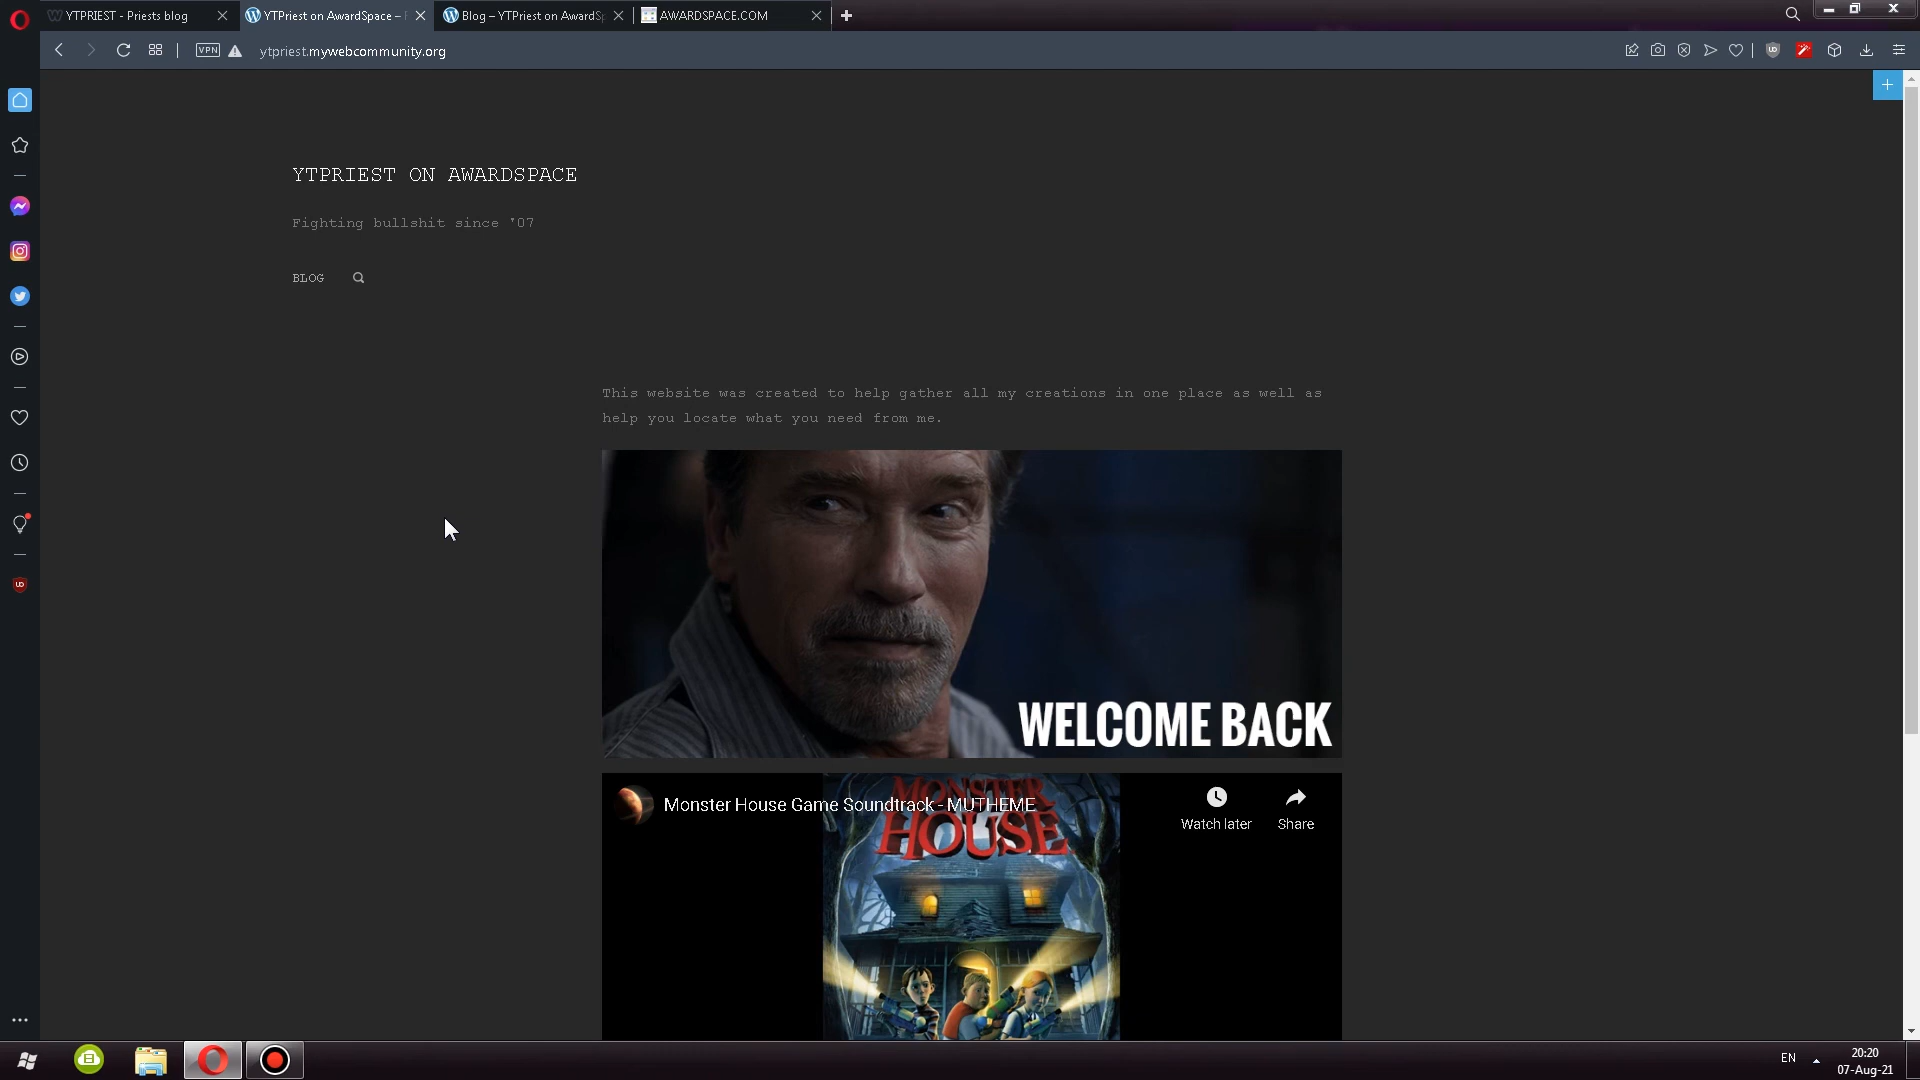 YTPRIEST - Priests blog
YTPriest on AwardSpace –
Blog – YTPriest on AwardS
AWARDSPACE.COM
VPN
ytpriest.mywebcommunity.org
YTPRIEST ON AWARDSPACE
Fighting bullshit since '07
BLOG
This website was created to help gather all my creations in one place as well as
help you locate what you need from me.
WELCOME BACK
Monster House Game Soundtrack - MUTHEME
Watch later
Share
MONSTER
HOUSE
EN
20:20
07-Aug-21